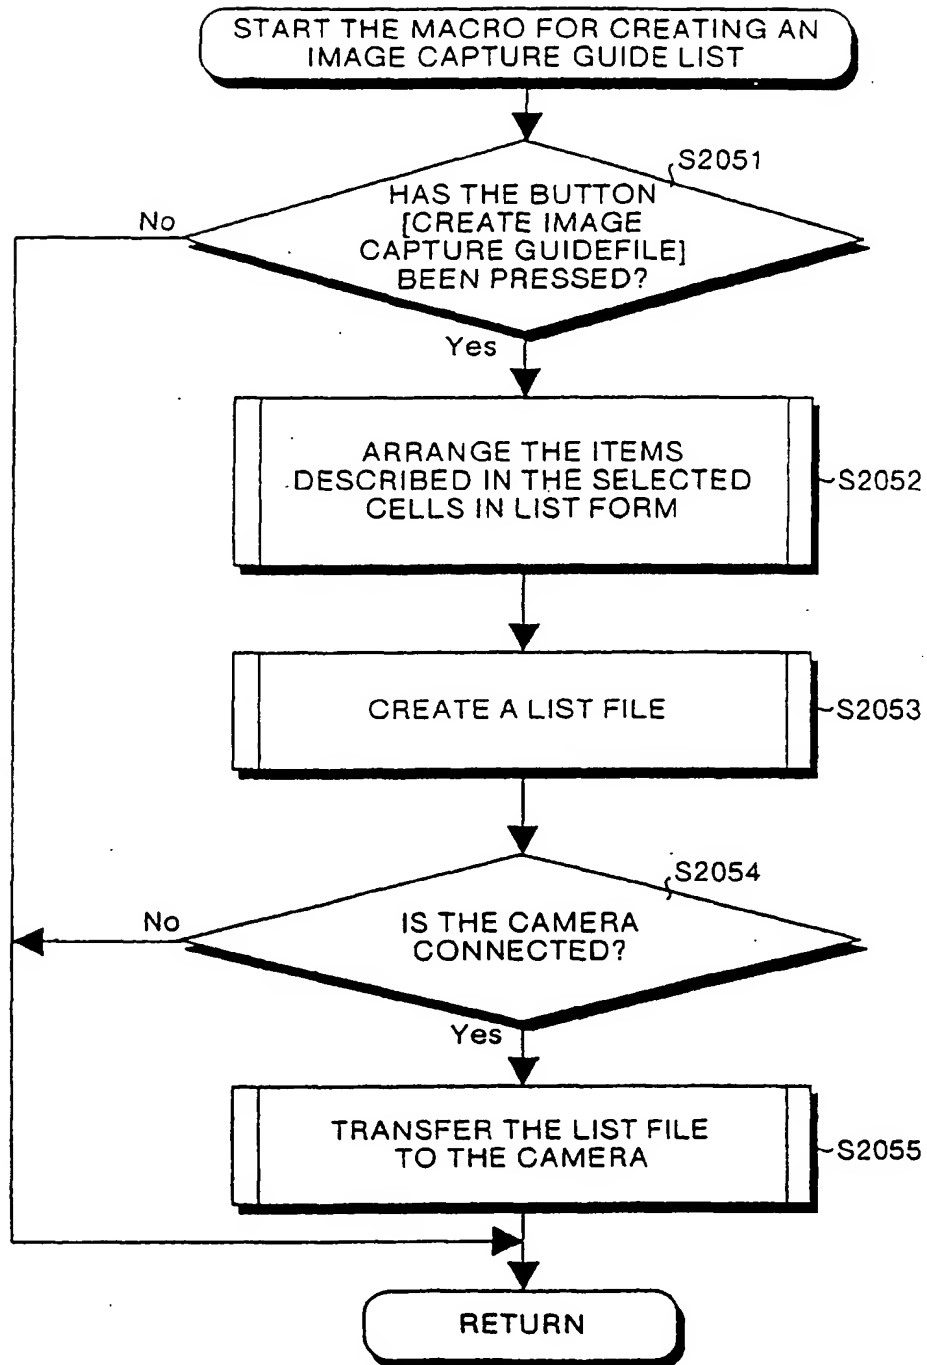 START THE MACRO FOR CREATING AN
IMAGE CAPTURE GUIDE LIST
S2051
HAS THE BUTTON
[CREATE IMAGE
CAPTURE GUIDEFILE]
BEEN PRESSED?
No
Yes
ARRANGE THE ITEMS
DESCRIBED IN THE SELECTED
CELLS IN LIST FORM
S2052
CREATE A LIST FILE
S2053
S2054
IS THE CAMERA
CONNECTED?
No
Yes
TRANSFER THE LIST FILE
TO THE CAMERA
S2055
RETURN